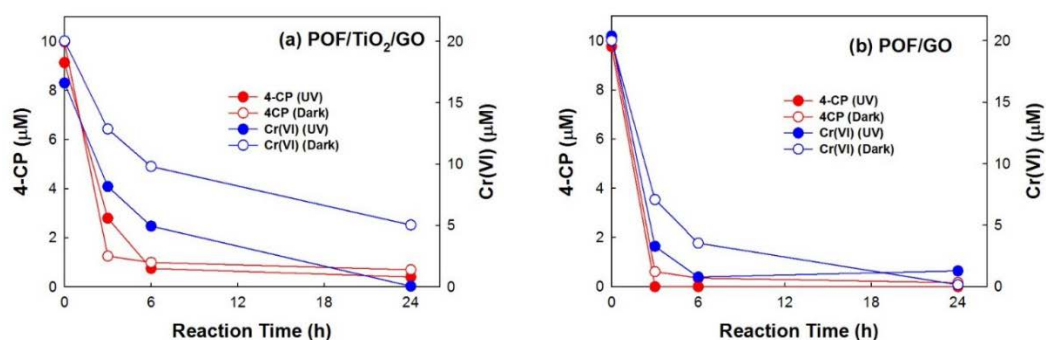 (a) POF/TiO₂/GO
10
8
6
4
2
0
4-CP (μM)
20
15
10
5
0
Cr(VI) (μM)
4-CP (UV)
4CP (Dark)
Cr(VI) (UV)
Cr(VI) (Dark)
0 6 12 18 24
Reaction Time (h)
(b) POF/GO
10
8
6
4
2
0
4-CP (μM)
20
15
10
5
0
Cr(VI) (μM)
4-CP (UV)
4CP (Dark)
Cr(VI) (UV)
Cr(VI) (Dark)
0 6 12 18 24
Reaction Time (h)